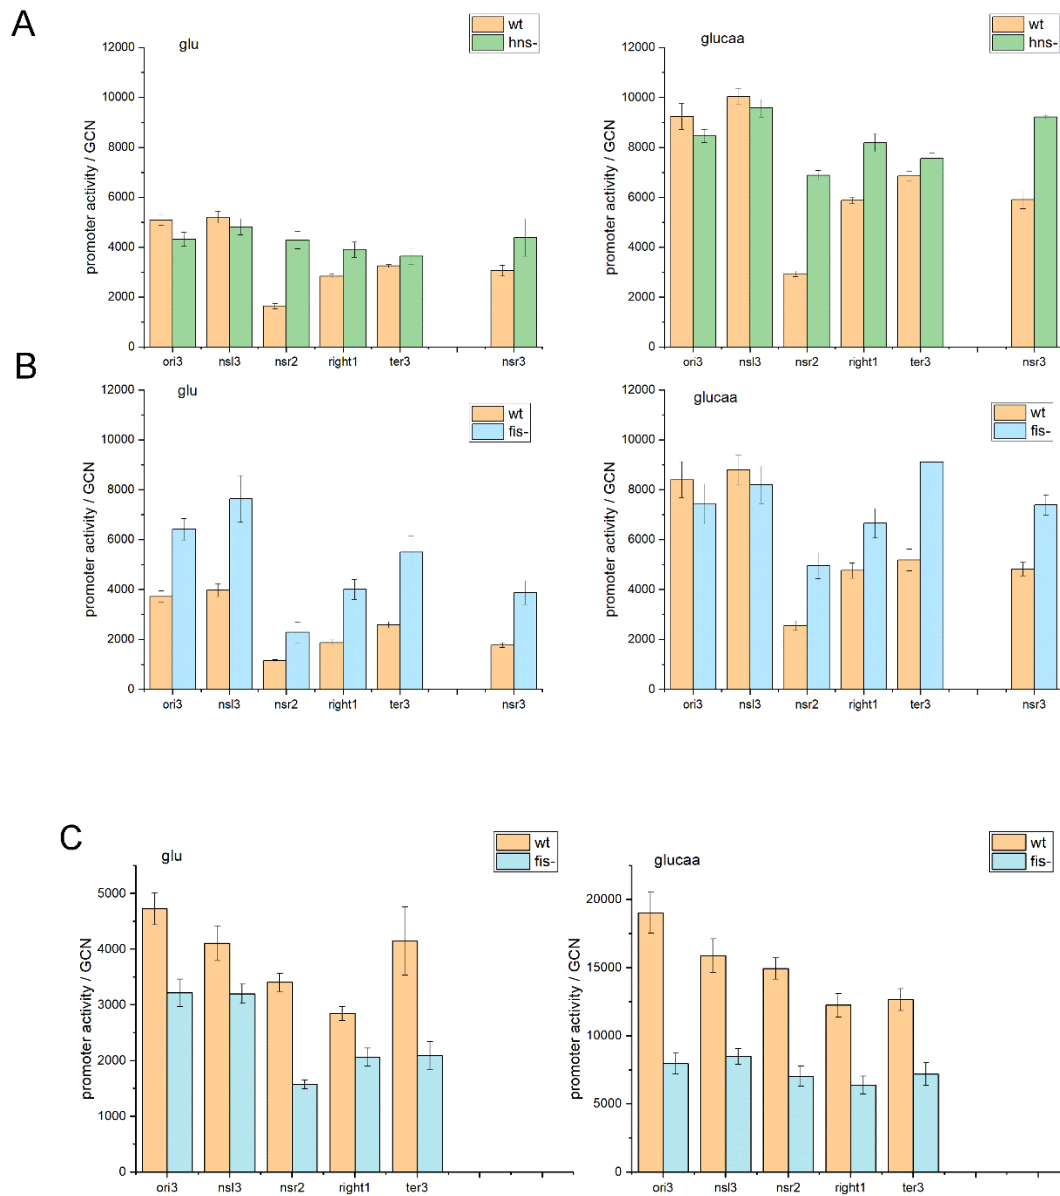 A
glu
wt
hns-
12000
10000
8000
6000
4000
2000
0
promoter activity / GCN
ori3 nsl3 nsr2 right1 ter3 nsr3
glucaa
wt
hns-
12000
10000
8000
6000
4000
2000
0
promoter activity / GCN
ori3 nsl3 nsr2 right1 ter3 nsr3
B
glu
wt
fis-
12000
10000
8000
6000
4000
2000
0
promoter activity / GCN
ori3 nsl3 nsr2 right1 ter3 nsr3
glucaa
wt
fis-
12000
10000
8000
6000
4000
2000
0
promoter activity / GCN
ori3 nsl3 nsr2 right1 ter3 nsr3
C
glu
wt
fis-
5000
4000
3000
2000
1000
0
promoter activity / GCN
ori3 nsl3 nsr2 right1 ter3
glucaa
wt
fis-
20000
15000
10000
5000
0
promoter activity / GCN
ori3 nsl3 nsr2 right1 ter3